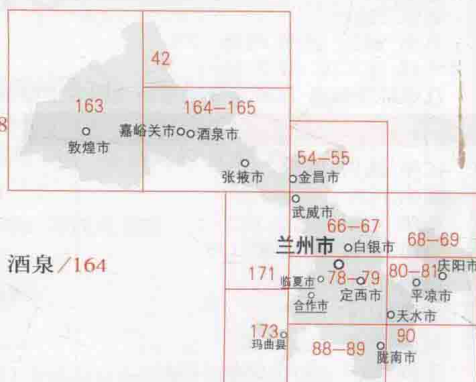 42
163
164–165
8
嘉峪关市
酒泉市
敦煌市
张掖市
54–55
金昌市
武威市
66–67
兰州市
白银市
68–69
酒泉/164
171
临夏市
78–79
80–81
庆阳市
合作市
定西市
平凉市
天水市
173
玛曲县
88–89
90
陇南市